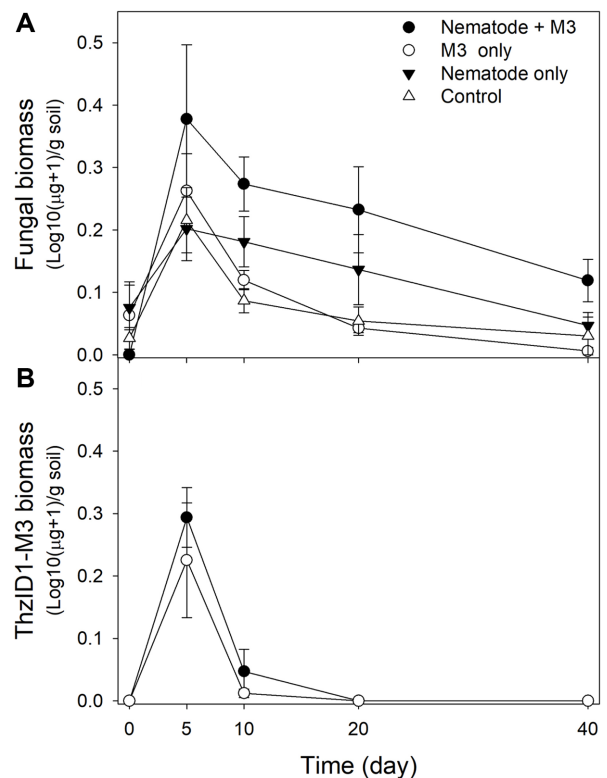 A
Fungal biomass
(Log10(µg+1)/g soil)
0.5
0.4
0.3
0.2
0.1
0.0
Nematode + M3
M3 only
Nematode only
Control
B
ThzID1-M3 biomass
(Log10(µg+1)/g soil)
0.5
0.4
0.3
0.2
0.1
0.0
0 5 10 20 40
Time (day)